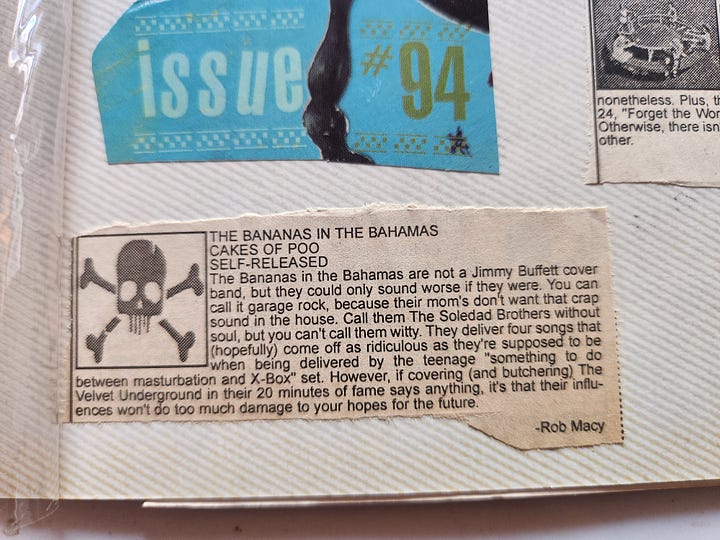 issue #94
nonetheless. Plus, th
24, "Forget the Wor
Otherwise, there isn
other.
THE BANANAS IN THE BAHAMAS
CAKES OF POO
SELF-RELEASED
The Bananas in the Bahamas are not a Jimmy Buffett cover
band, but they could only sound worse if they were. You can
call it garage rock, because their mom's don't want that crap
sound in the house. Call them The Soledad Brothers without
soul, but you can't call them witty. They deliver four songs that
(hopefully) come off as ridiculous as they're supposed to be
when being delivered by the teenage "something to do
between masturbation and X-Box" set. However, if covering (and butchering) The
Velvet Underground in their 20 minutes of fame says anything, it's that their influ-
ences won't do too much damage to your hopes for the future.
-Rob Macy